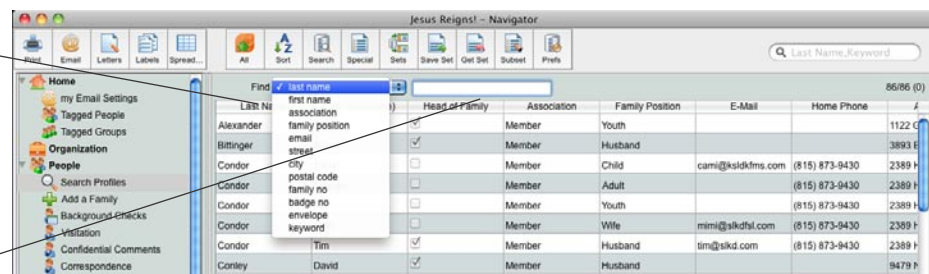 Jesus Reigns! – Navigator
Print Email Letters Labels Spread... All Sort Search Special Sets Save Set Get Set Subset Prefs Last Name,Keyword
Home
my Email Settings
Tagged People
Tagged Groups
Organization
People
Search Profiles
Add a Family
Background Checks
Visitation
Confidential Comments
Correspondence
Find ✓ last name 86/86 (0)
first name
association
family position
email
street
city
postal code
family no
badge no
envelope
keyword
Last Na Head of Family Association Family Position E-Mail Home Phone
Alexander Member Youth 1122
Bittinger Member Husband 3893
Condor Member Child cami@ksldkfms.com (815) 873-9430 2389
Condor Member Adult (815) 873-9430 2389
Condor Member Youth (815) 873-9430 2389
Condor Member Wife mimi@slkdfsl.com (815) 873-9430 2389
Condor Tim Member Husband tim@slkd.com (815) 873-9430 2389
Conley David Member Husband 9479